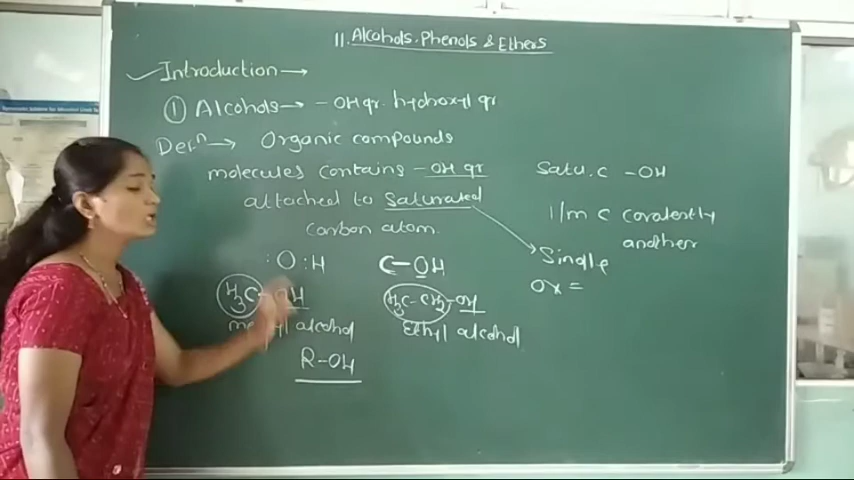 11. Alcohols, Phenols & Ethers
Introduction →
① Alcohols → -OH gr. hydroxyl gr
Defn → Organic compounds
molecules contains -OH gr
attached to Saturated
carbon atom.
Satu. C -OH
1/m C covalently
another
Single
:O:H
C-OH
H3C-OH
H3C-CH2-OH
methyl alcohol
Ethyl alcohol
R-OH